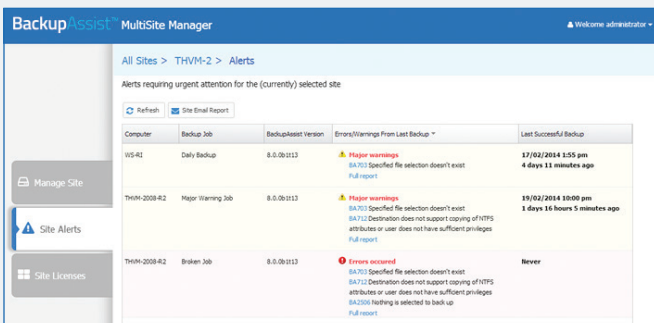 BackupAssist™ MultiSite Manager
Welcome administrator
All Sites > THVM-2 > Alerts
Alerts requiring urgent attention for the (currently) selected site
Refresh Site Email Report
Computer Backup Job BackupAssist Version Errors/Warnings From Last Backup Last Successful Backup
WS-RI Daily Backup 8.0.0b1t13 Major warnings 17/02/2014 1:55 pm
BA703 Specified file selection doesn't exist 4 days 11 minutes ago
Full report
Manage Site
THVM-2008-R2 Major Warning Job 8.0.0b1t13 Major warnings 19/02/2014 10:00 pm
BA703 Specified file selection doesn't exist 1 days 16 hours 5 minutes ago
BA712 Destination does not support copying of NTFS
attributes or user does not have sufficient privileges
Full report
Site Alerts
THVM-2008-R2 Broken Job 8.0.0b1t13 Errors occured Never
BA703 Specified file selection doesn't exist
BA712 Destination does not support copying of NTFS
attributes or user does not have sufficient privileges
BA2506 Nothing is selected to back up
Full report
Site Licenses